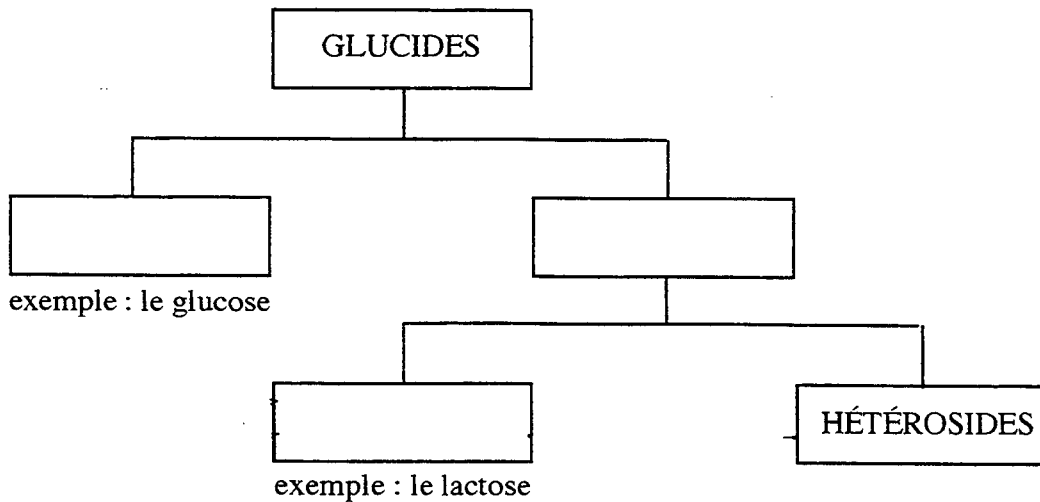 GLUCIDES
exemple : le glucose
HÉTÉROSIDES
exemple : le lactose